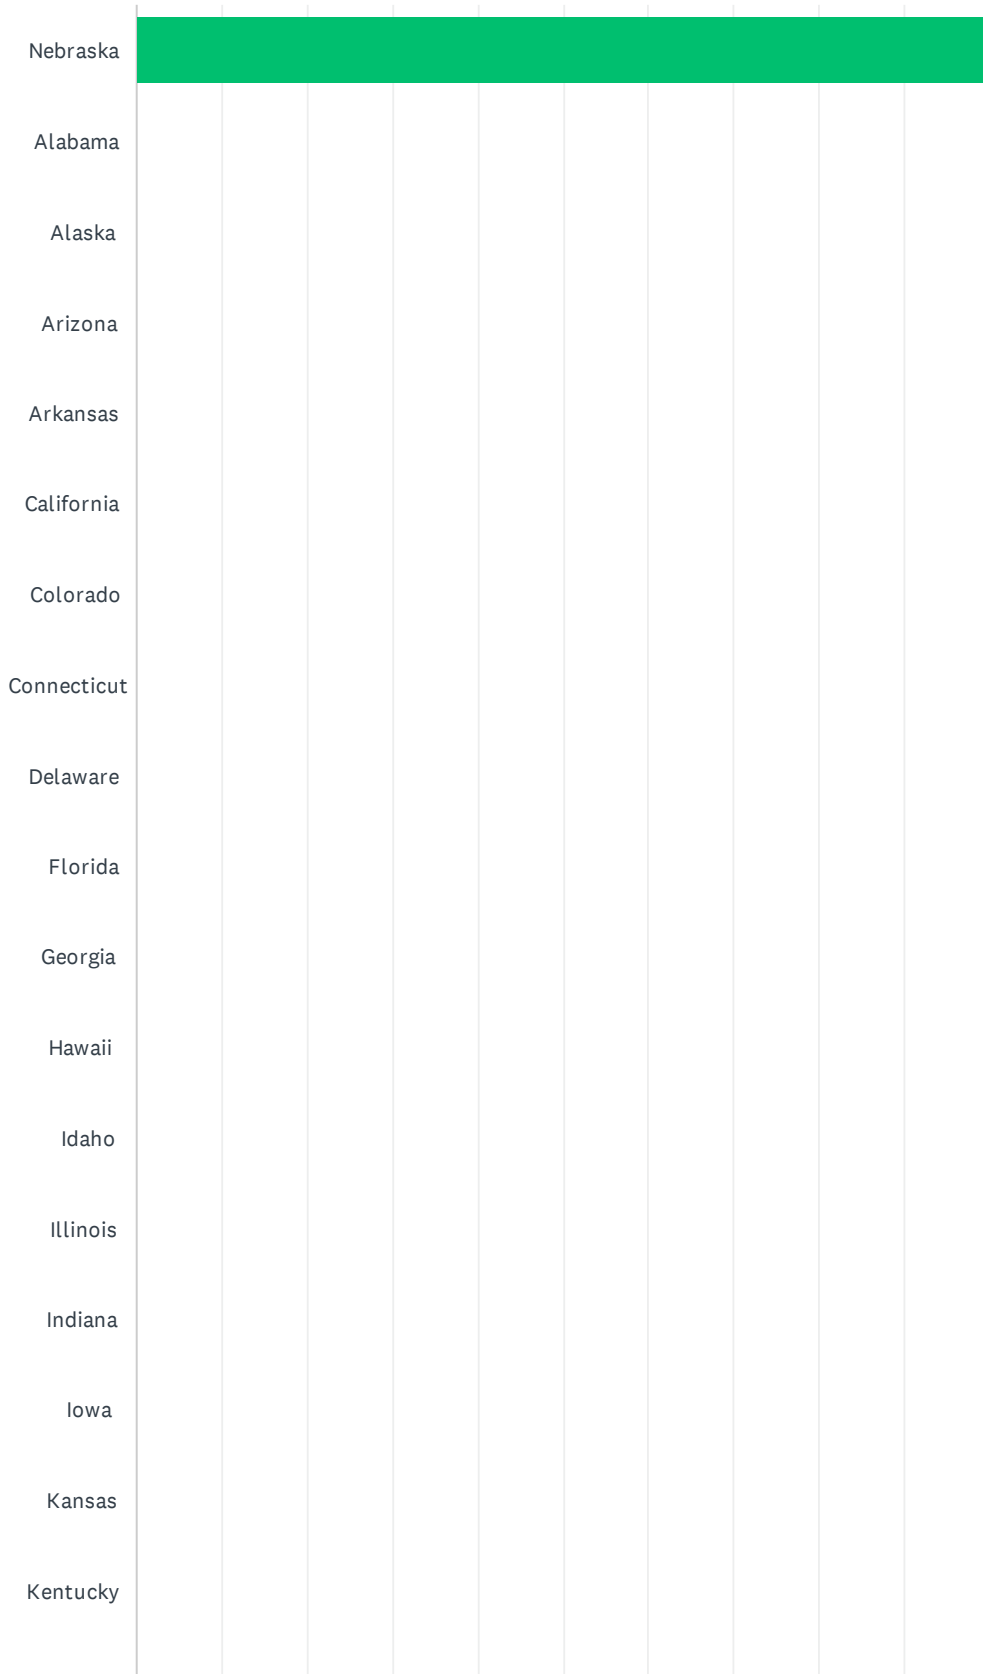 Nebraska
Alabama
Alaska
Arizona
Arkansas
California
Colorado
Connecticut
Delaware
Florida
Georgia
Hawaii
Idaho
Illinois
Indiana
Iowa
Kansas
Kentucky